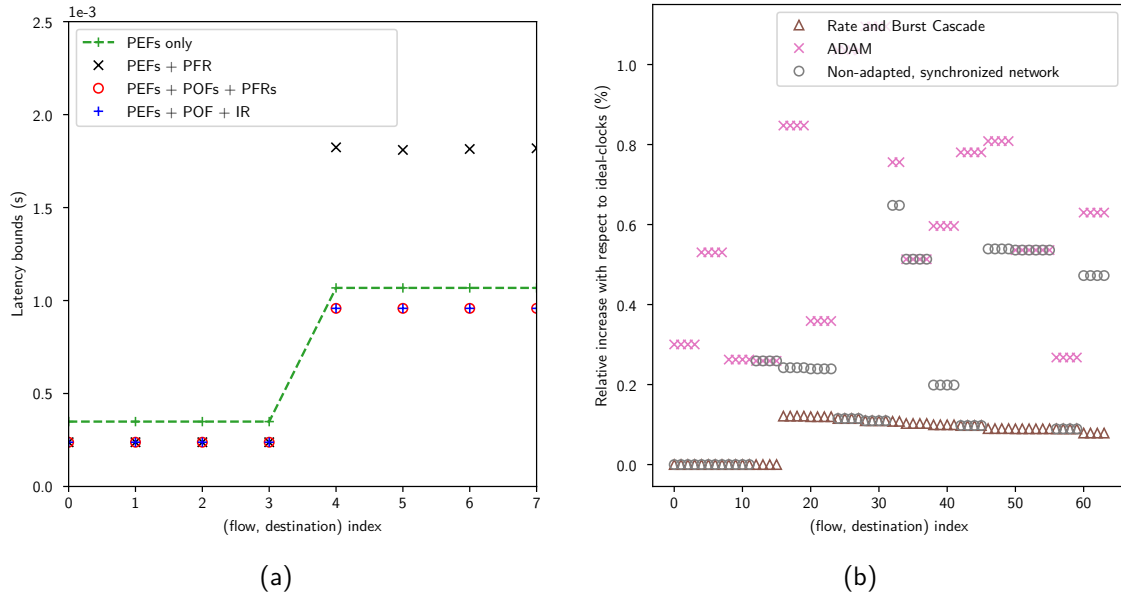 1e-3
2.5
2.0
1.5
1.0
0.5
0.0
Latency bounds (s)
PEFs only
PEFs + PFR
PEFs + POFs + PFRs
PEFs + POF + IR
0 1 2 3 4 5 6 7
(flow, destination) index
(a)
1.0
0.8
0.6
0.4
0.2
0.0
Relative increase with respect to ideal-clocks (%)
Rate and Burst Cascade
ADAM
Non-adapted, synchronized network
0 10 20 30 40 50 60
(flow, destination) index
(b)